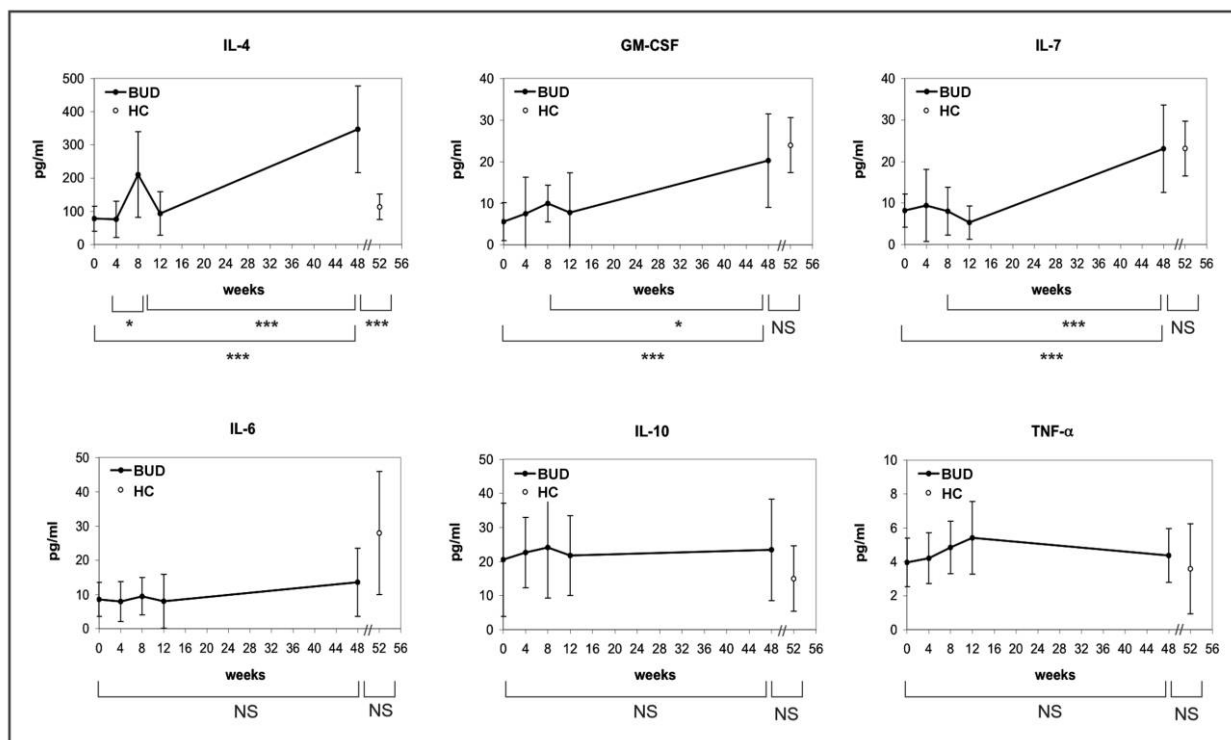 IL-4
500
400
300
200
100
0
pg/ml
BUD
HC
0 4 8 12 16 20 24 28 32 36 40 44 48 52 56
weeks
*
***
***
***
GM-CSF
40
30
20
10
0
pg/ml
BUD
HC
0 4 8 12 16 20 24 28 32 36 40 44 48 52 56
weeks
*
NS
***
IL-7
40
30
20
10
0
pg/ml
BUD
HC
0 4 8 12 16 20 24 28 32 36 40 44 48 52 56
weeks
***
NS
***
IL-6
50
40
30
20
10
0
pg/ml
BUD
HC
0 4 8 12 16 20 24 28 32 36 40 44 48 52 56
weeks
NS
NS
IL-10
50
40
30
20
10
0
pg/ml
BUD
HC
0 4 8 12 16 20 24 28 32 36 40 44 48 52 56
weeks
NS
NS
TNF-α
10
8
6
4
2
0
pg/ml
BUD
HC
0 4 8 12 16 20 24 28 32 36 40 44 48 52 56
weeks
NS
NS